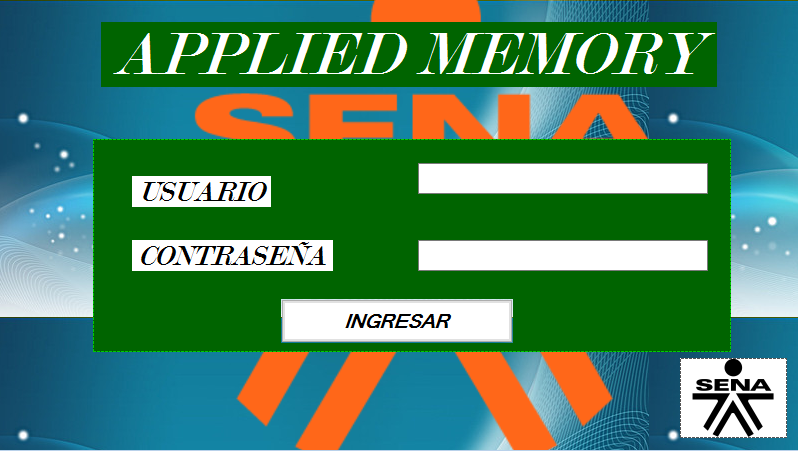 APPLIED MEMORY
SENA
USUARIO
CONTRASEÑA
INGRESAR
SENA